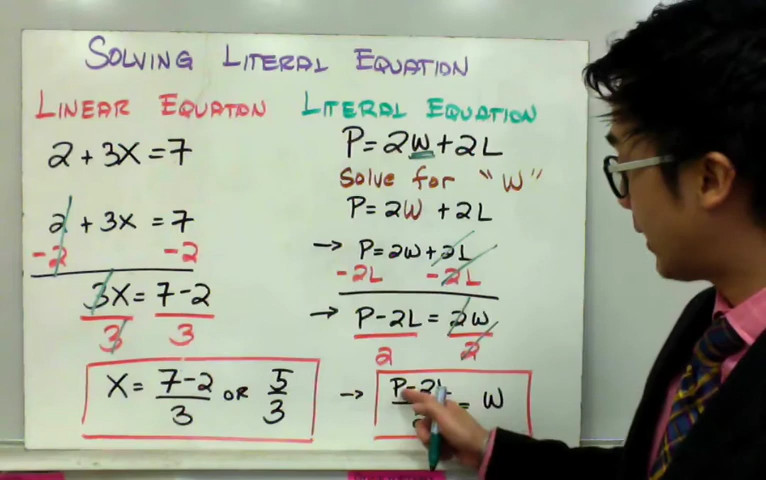 SOLVING LITERAL EQUATION
LINEAR EQUATON
2 + 3X = 7
2 + 3X = 7
-2 -2
3X = 7-2
3 3
X = 7-2 OR 5
3 3
LITERAL EQUATION
P = 2W + 2L
Solve for "W"
P = 2W + 2L
→ P = 2W + 2L
-2L -2L
→ P-2L = 2W
2 2
→ P-2L = W